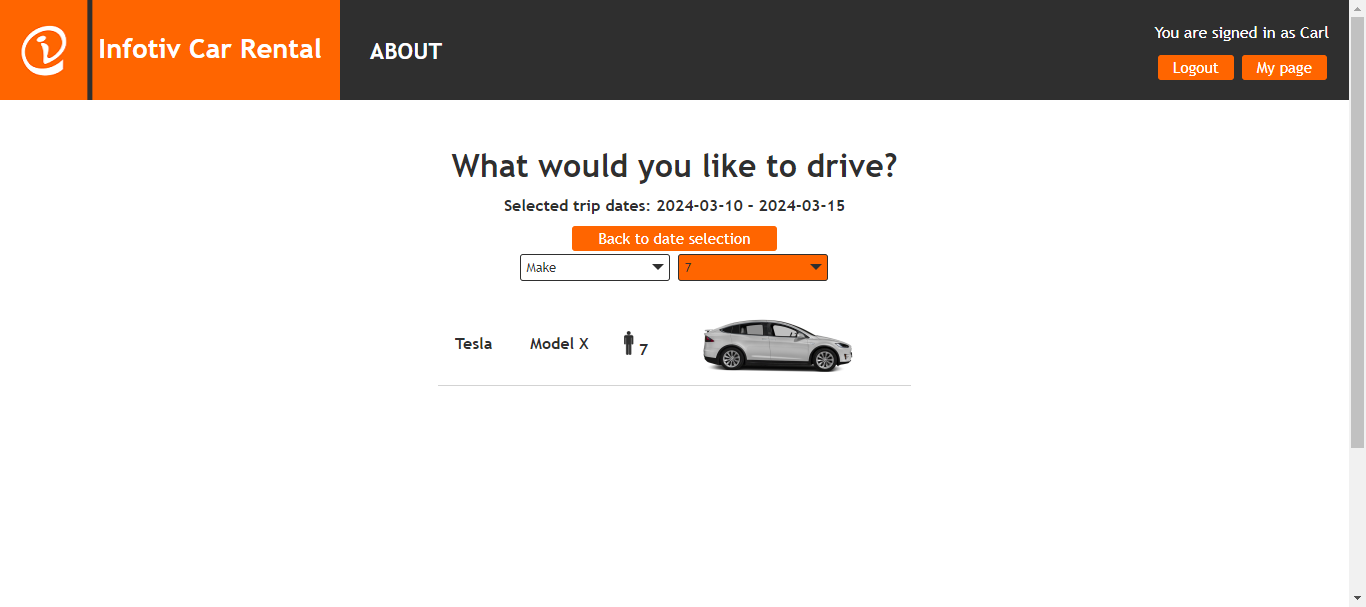 Infotiv Car Rental
ABOUT
You are signed in as Carl
Logout
My page
What would you like to drive?
Selected trip dates: 2024-03-10 - 2024-03-15
Back to date selection
Make
7
Tesla Model X 7